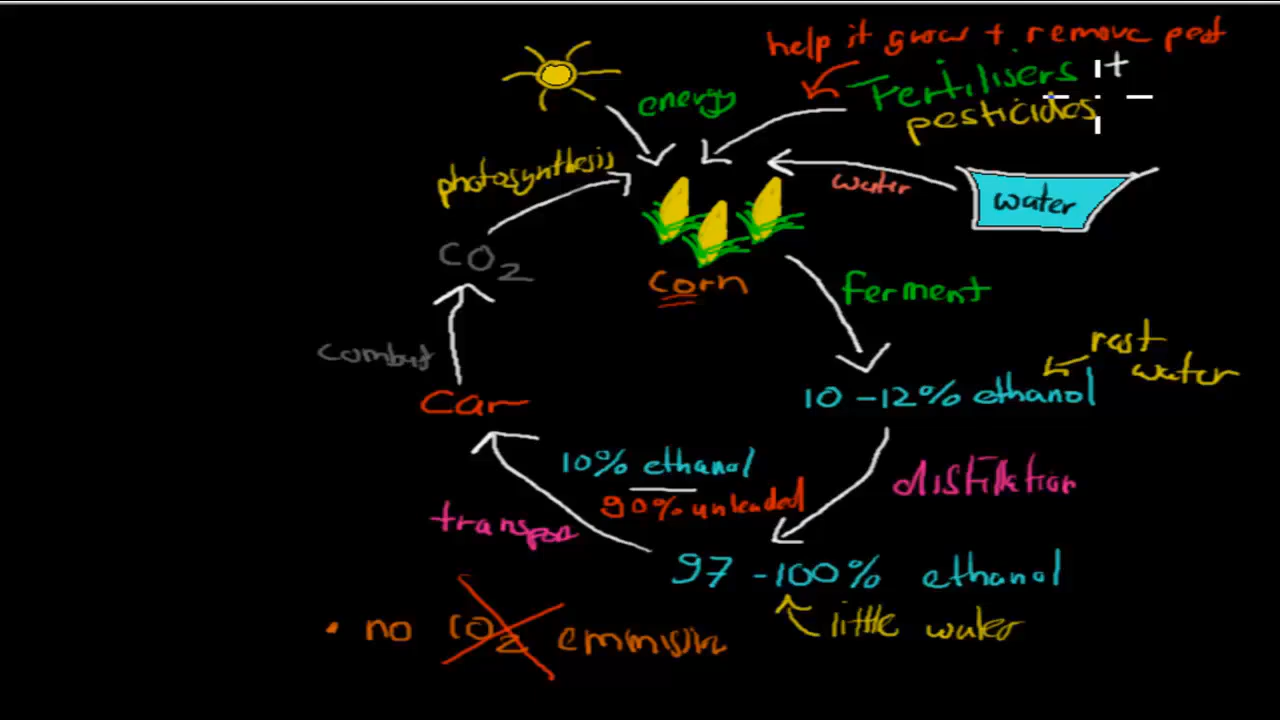 help it grow + remove pest
Fertilisers
energy
pesticides
photosynthesis
water
water
CO2
corn
ferment
rast
water
combust
10-12% ethanol
car
10% ethanol
distillation
90% unleaded
transport
97-100% ethanol
little water
• no CO2 emmision